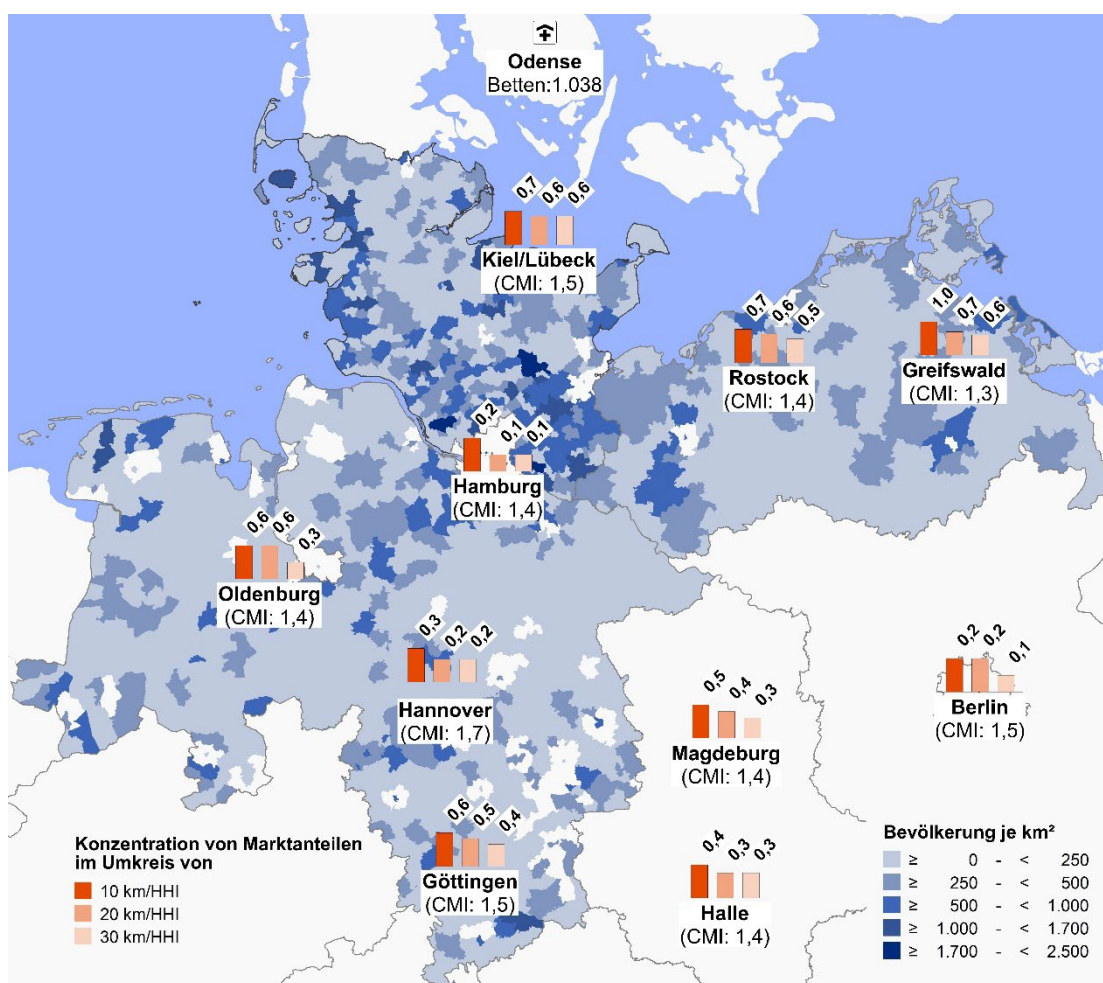 Odense
Betten:1.038
0,7 0,6 0,6
Kiel/Lübeck
(CMI: 1,5)
0,7 0,6 0,5
Rostock
(CMI: 1,4)
1,0 0,7 0,6
Greifswald
(CMI: 1,3)
0,2 0,1 0,1
Hamburg
(CMI: 1,4)
0,6 0,6 0,3
Oldenburg
(CMI: 1,4)
0,3 0,2 0,2
Hannover
(CMI: 1,7)
0,5 0,4 0,3
Magdeburg
(CMI: 1,4)
0,2 0,2 0,1
Berlin
(CMI: 1,5)
0,6 0,5 0,4
Göttingen
(CMI: 1,5)
0,4 0,3 0,3
Halle
(CMI: 1,4)
Konzentration von Marktanteilen
im Umkreis von
10 km/HHI
20 km/HHI
30 km/HHI
Bevölkerung je km²
≥ 0 - < 250
≥ 250 - < 500
≥ 500 - < 1.000
≥ 1.000 - < 1.700
≥ 1.700 - < 2.500